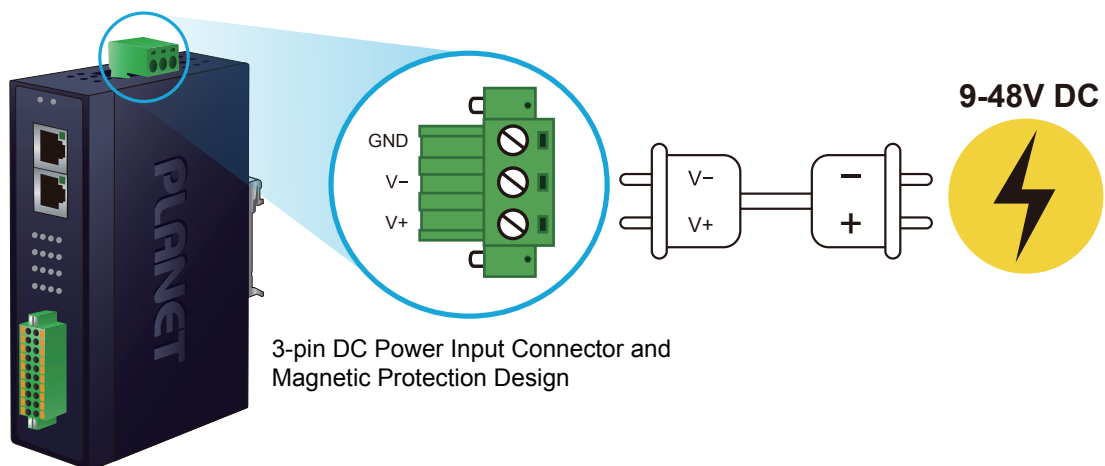 9-48V DC
GND
V−
V+
V−
V+
−
+
PLANET
3-pin DC Power Input Connector and
Magnetic Protection Design